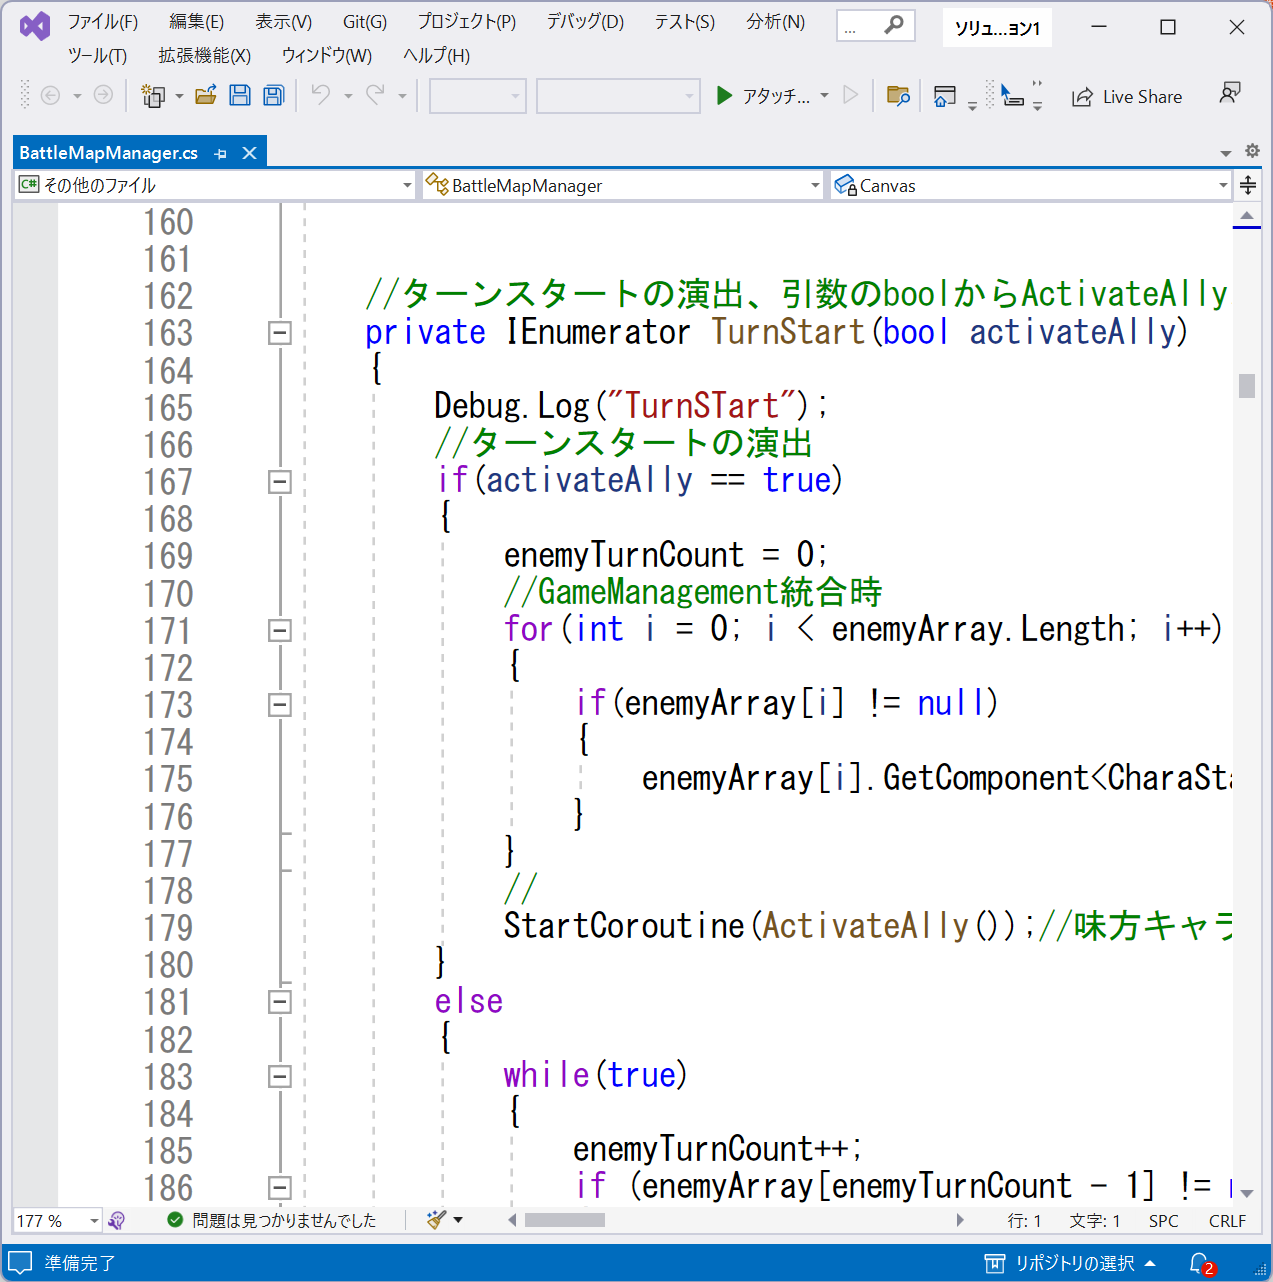 ファイル(F) 編集(E) 表示(V) Git(G) プロジェクト(P) デバッグ(D) テスト(S) 分析(N) ... ソリュ...ョン1
ツール(T) 拡張機能(X) ウィンドウ(W) ヘルプ(H)
アタッチ... Live Share
BattleMapManager.cs
C# その他のファイル BattleMapManager Canvas
160
161
162 //ターンスタートの演出、引数のboolからActivateAlly
163 private IEnumerator TurnStart(bool activateAlly)
164 {
165 Debug.Log("TurnSTart");
166 //ターンスタートの演出
167 if(activateAlly == true)
168 {
169 enemyTurnCount = 0;
170 //GameManagement統合時
171 for(int i = 0; i < enemyArray.Length; i++)
172 {
173 if(enemyArray[i] != null)
174 {
175 enemyArray[i].GetComponent<CharaSta
176 }
177 }
178 //
179 StartCoroutine(ActivateAlly());//味方キャラ
180 }
181 else
182 {
183 while(true)
184 {
185 enemyTurnCount++;
186 if (enemyArray[enemyTurnCount - 1] !=
177 % 問題は見つかりませんでした 行: 1 文字: 1 SPC CRLF
準備完了 リポジトリの選択 2